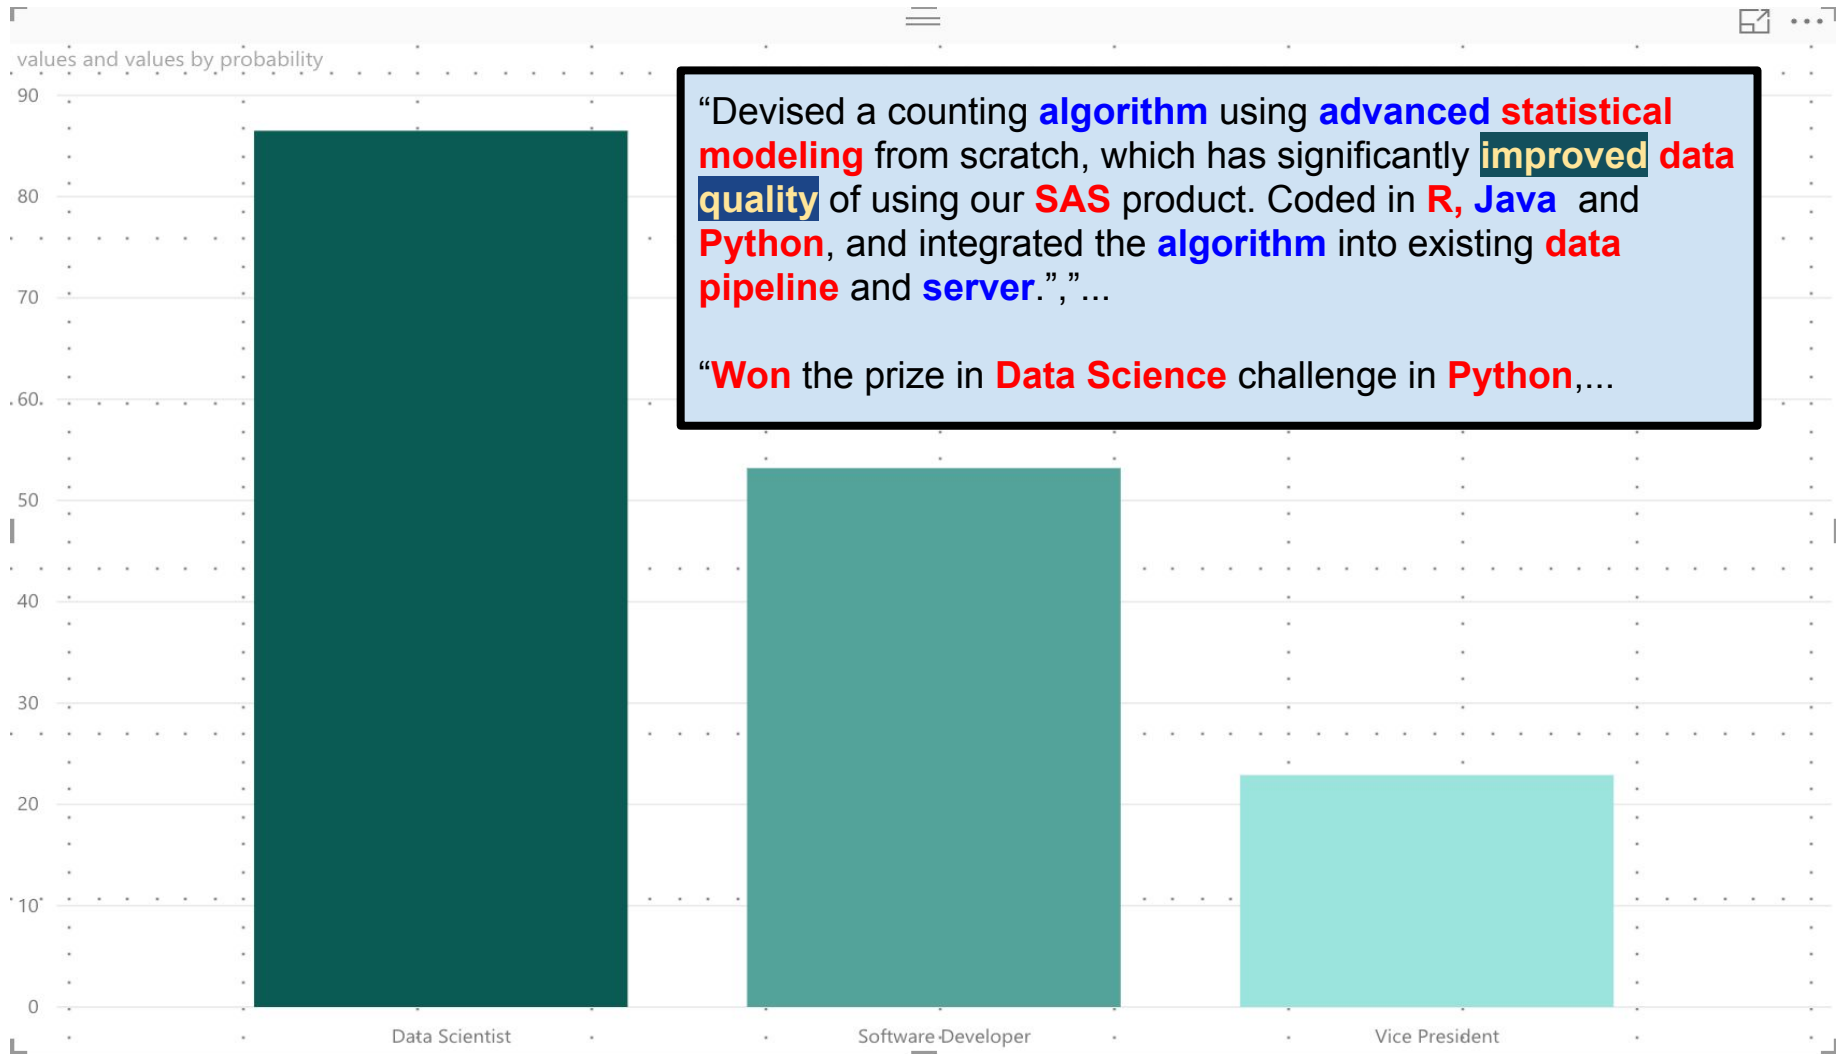 values and values by probability
90
80
70
60
50
40
30
20
10
0
“Devised a counting algorithm using advanced statistical
modeling from scratch, which has significantly improved data
quality of using our SAS product. Coded in R, Java and
Python, and integrated the algorithm into existing data
pipeline and server.”,”...
“Won the prize in Data Science challenge in Python,...
Data Scientist
Software Developer
Vice President